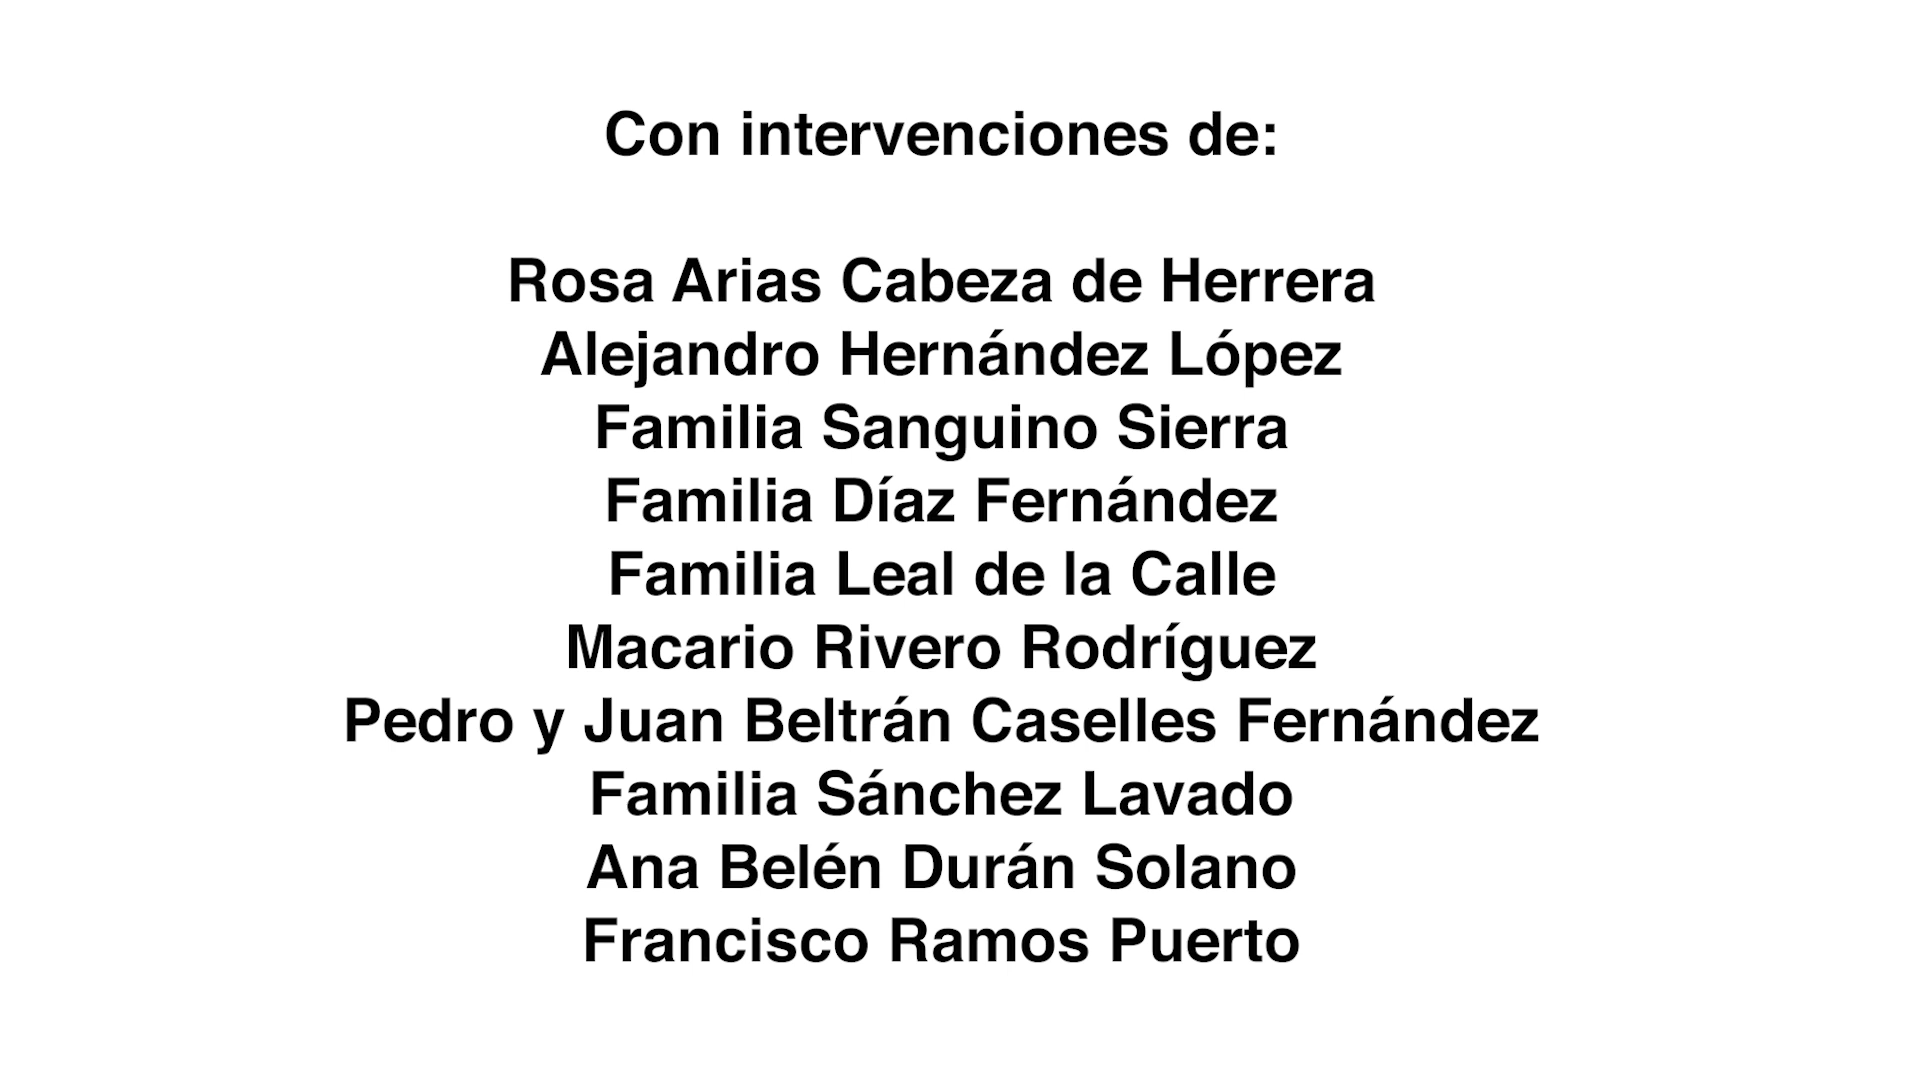 Con intervenciones de:
Rosa Arias Cabeza de Herrera
Alejandro Hernández López
Familia Sanguino Sierra
Familia Díaz Fernández
Familia Leal de la Calle
Macario Rivero Rodríguez
Pedro y Juan Beltrán Caselles Fernández
Familia Sánchez Lavado
Ana Belén Durán Solano
Francisco Ramos Puerto